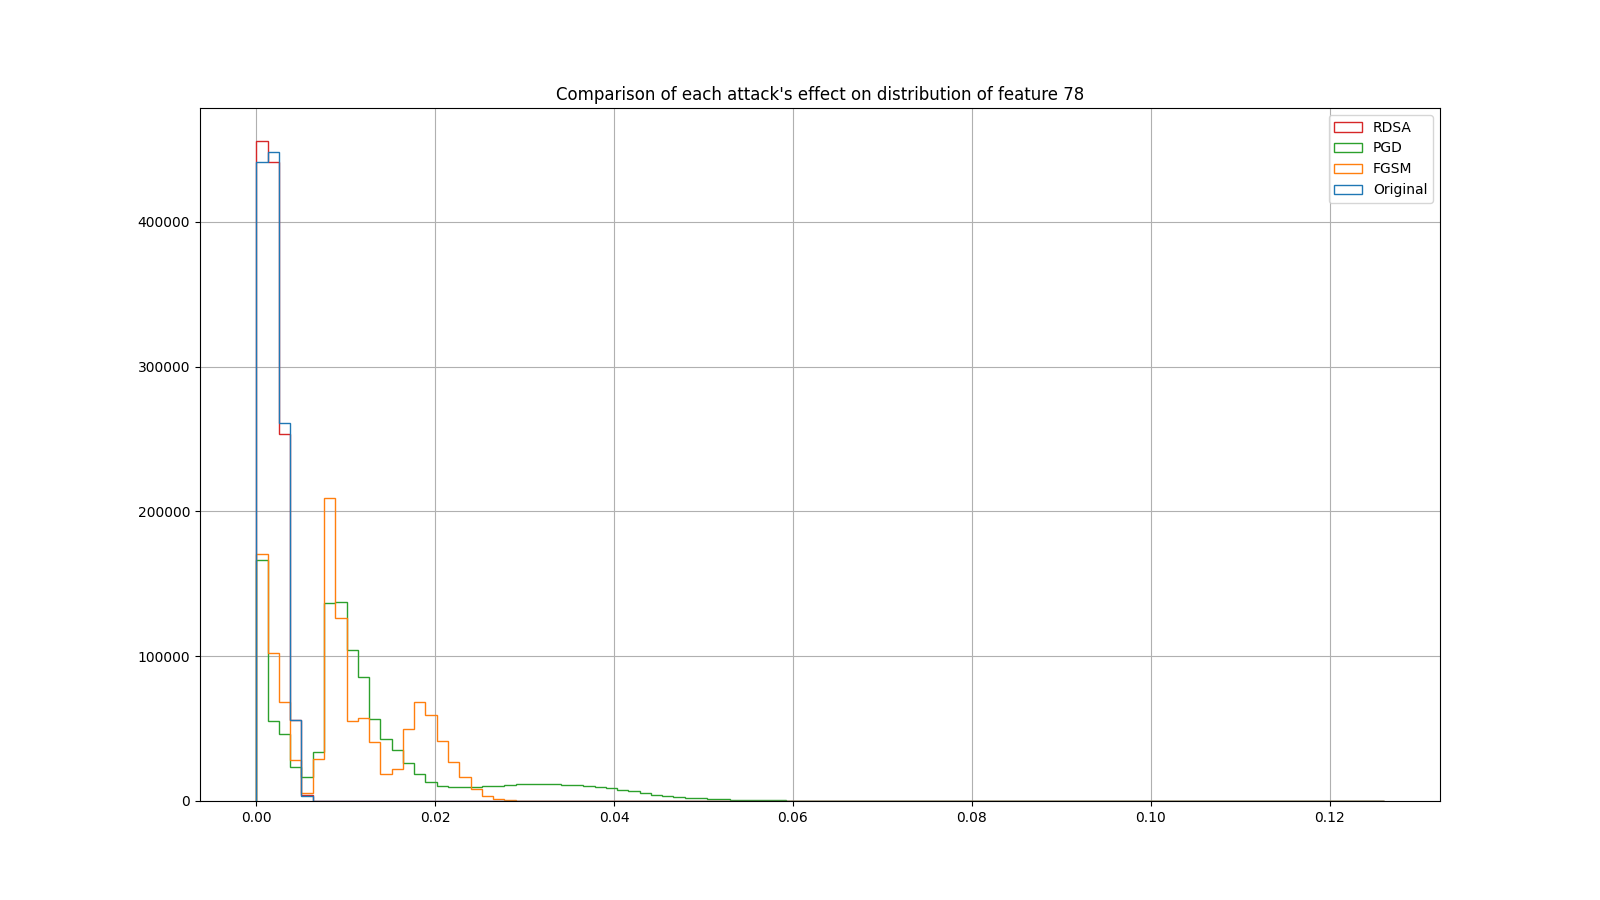 Comparison of each attack's effect on distribution of feature 78
RDSA
PGD
FGSM
Original
400000
300000
200000
100000
0
0.00 0.02 0.04 0.06 0.08 0.10 0.12